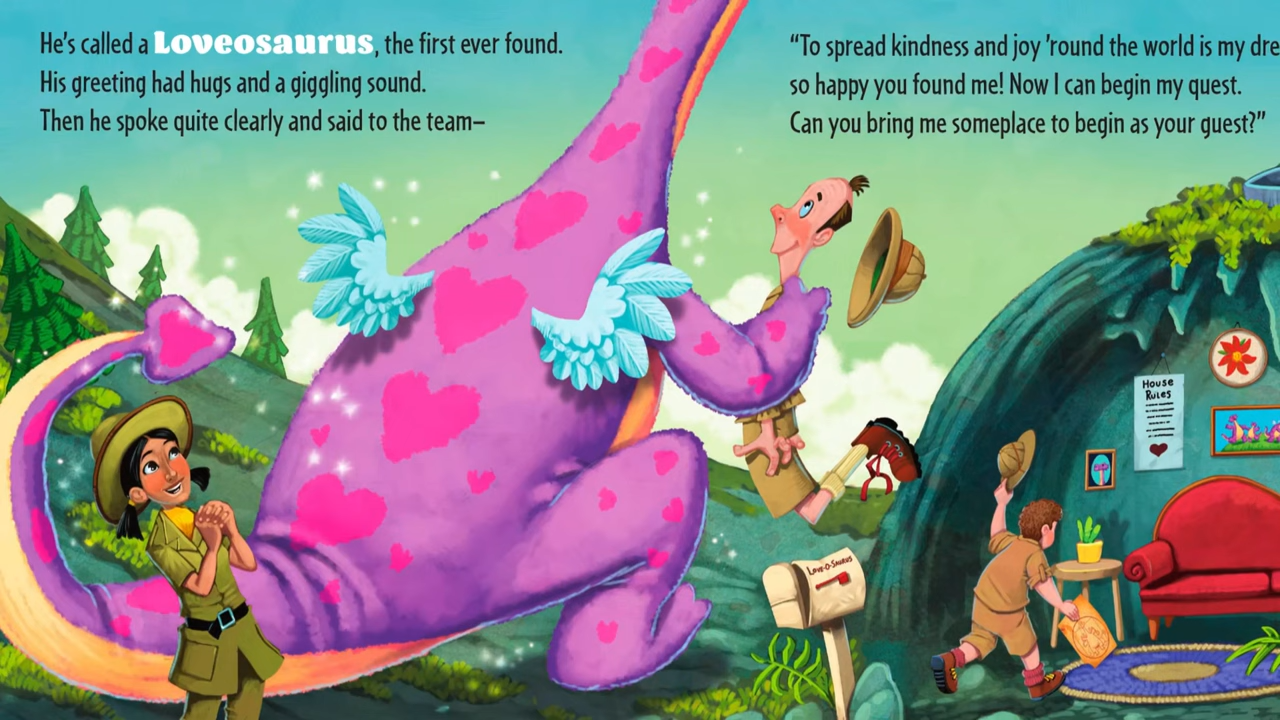 He's called a Loveosaurus, the first ever found.
His greeting had hugs and a giggling sound.
Then he spoke quite clearly and said to the team–
“To spread kindness and joy ’round the world is my dre
so happy you found me! Now I can begin my quest.
Can you bring me someplace to begin as your guest?”
House
Rules
Love-O-Saurus